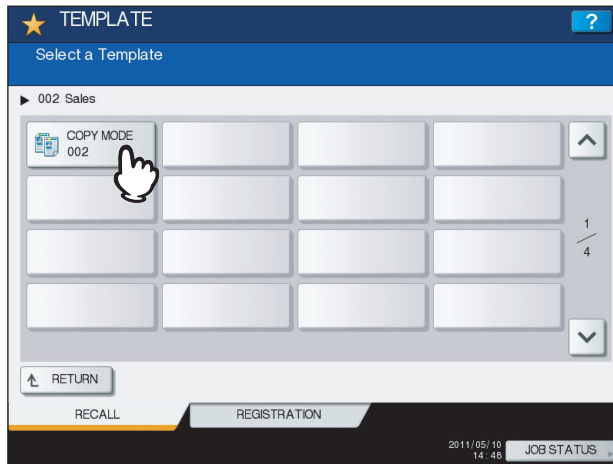 TEMPLATE
?
Select a Template
002 Sales
COPY MODE
002
1
4
RETURN
RECALL
REGISTRATION
2011/05/10
14:48
JOB STATUS